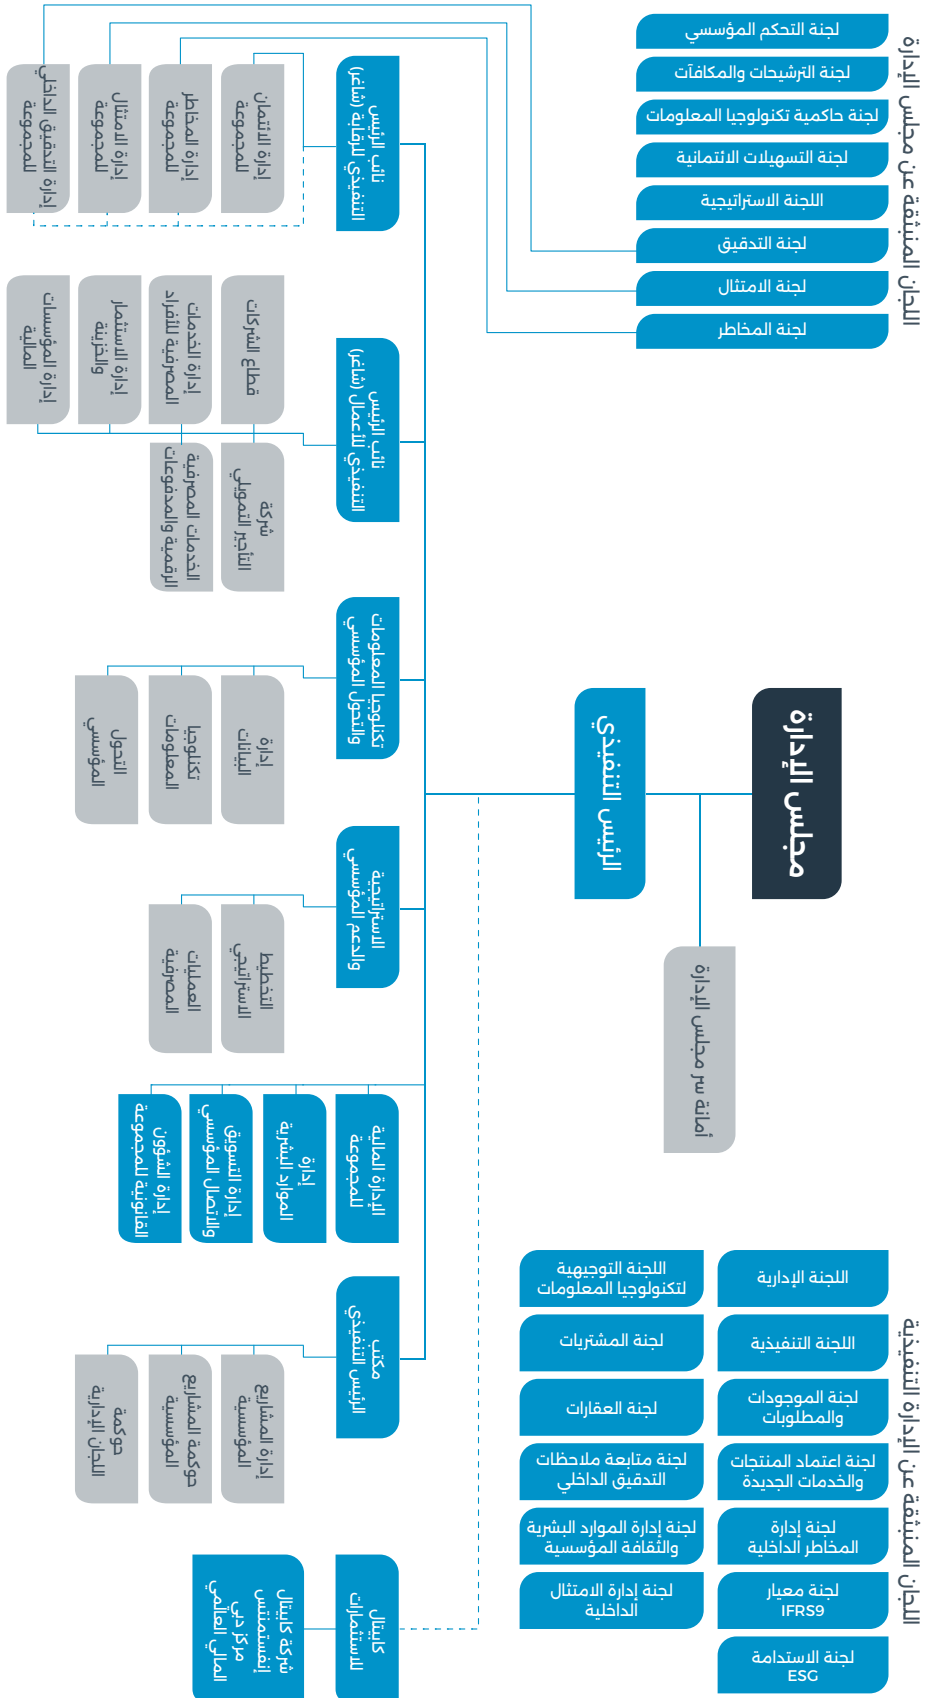 اللجان المنبثقة عن مجلس الإدارة
لجنة التحكم المؤسسي
لجنة الترشيحات والمكافآت
لجنة حاكمية تكنولوجيا المعلومات
لجنة التسهيلات الائتمانية
اللجنة الاستراتيجية
لجنة التدقيق
لجنة الامتثال
لجنة المخاطر
مجلس الإدارة
أمانة سر مجلس الإدارة
الرئيس التنفيذي
نائب الرئيس
التنفيذي للرقابة (شاغر)
إدارة الائتمان
للمجموعة
إدارة المخاطر
للمجموعة
إدارة الامتثال
للمجموعة
إدارة التدقيق الداخلي
للمجموعة
نائب الرئيس
التنفيذي للأعمال (شاغر)
قطاع الشركات
إدارة الخدمات
المصرفية للأفراد
إدارة الاستثمار
والخزينة
إدارة المؤسسات
المالية
شركة
التأجير التمويلي
الخدمات المصرفية
الرقمية والمدفوعات
تكنلوجيا المعلومات
والتحول المؤسسي
إدارة
البيانات
تكنلوجيا
المعلومات
التحول
المؤسسي
الاستراتيجية
والدعم المؤسسي
التخطيط
الاستراتيجي
العمليات
المصرفية
الإدارة المالية
للمجموعة
إدارة
الموارد البشرية
إدارة التسويق
والاتصال المؤسسي
إدارة الشؤون
القانونية للمجموعة
مكتب
الرئيس التنفيذي
إدارة المشاريع
المؤسسية
حوكمة المشاريع
المؤسسية
حوكمة
اللجان الإدارية
كابيتال
للاستثمارات
شركة كابيتال
إنفستمنتس
مركز دبي
المالي العالمي
اللجان المنبثقة عن الإدارة التنفيذية
اللجنة الإدارية
اللجنة التنفيذية
لجنة الموجودات
والمطلوبات
لجنة اعتماد المنتجات
والخدمات الجديدة
لجنة إدارة
المخاطر الداخلية
لجنة معيار
IFRS9
لجنة الاستدامة
ESG
اللجنة التوجيهية
لتكنولوجيا المعلومات
لجنة المشتريات
لجنة العقارات
لجنة متابعة ملاحظات
التدقيق الداخلي
لجنة إدارة الموارد البشرية
والثقافة المؤسسية
لجنة إدارة الامتثال
الداخلية